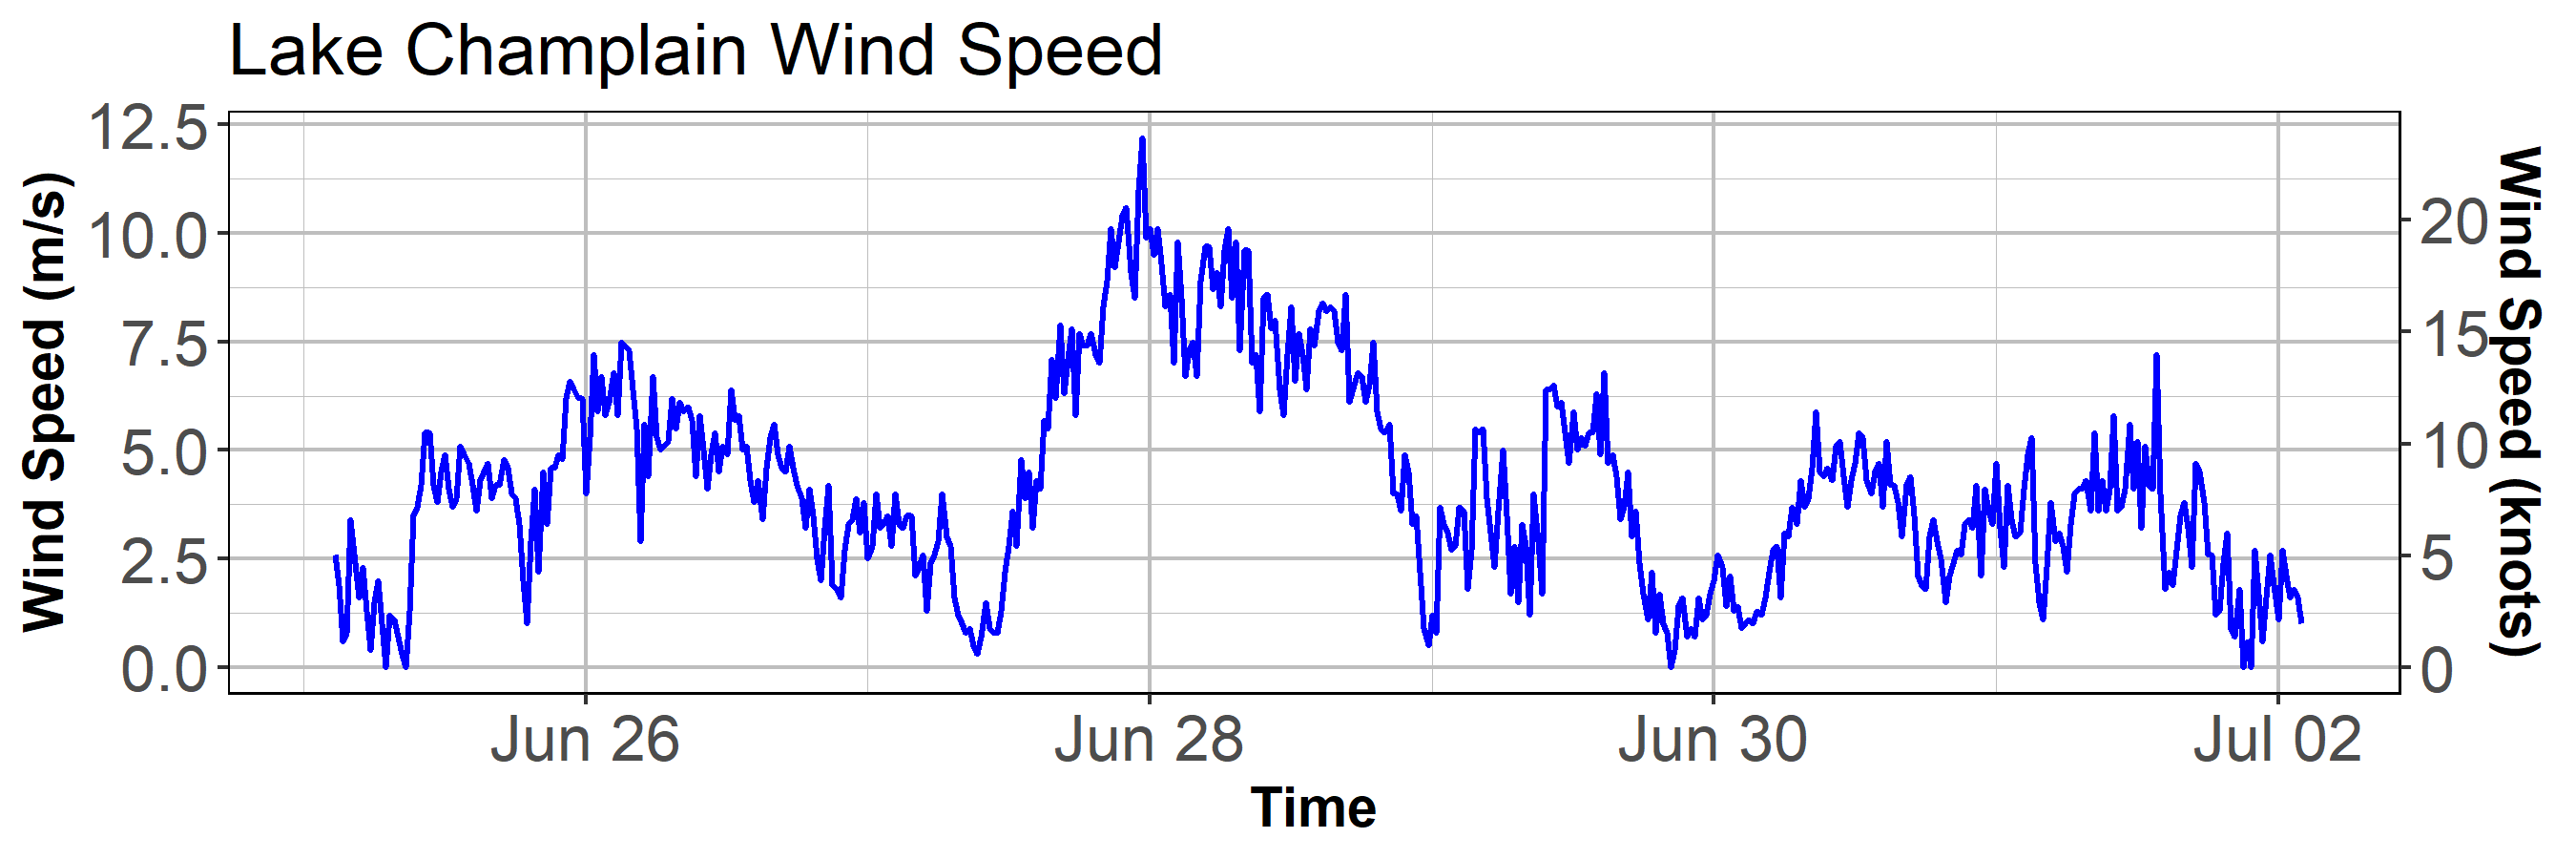 Lake Champlain Wind Speed
Wind Speed (m/s)
12.5
10.0
7.5
5.0
2.5
0.0
Jun 26
Jun 28
Jun 30
Jul 02
Time
20
15
10
5
0
Wind Speed (knots)